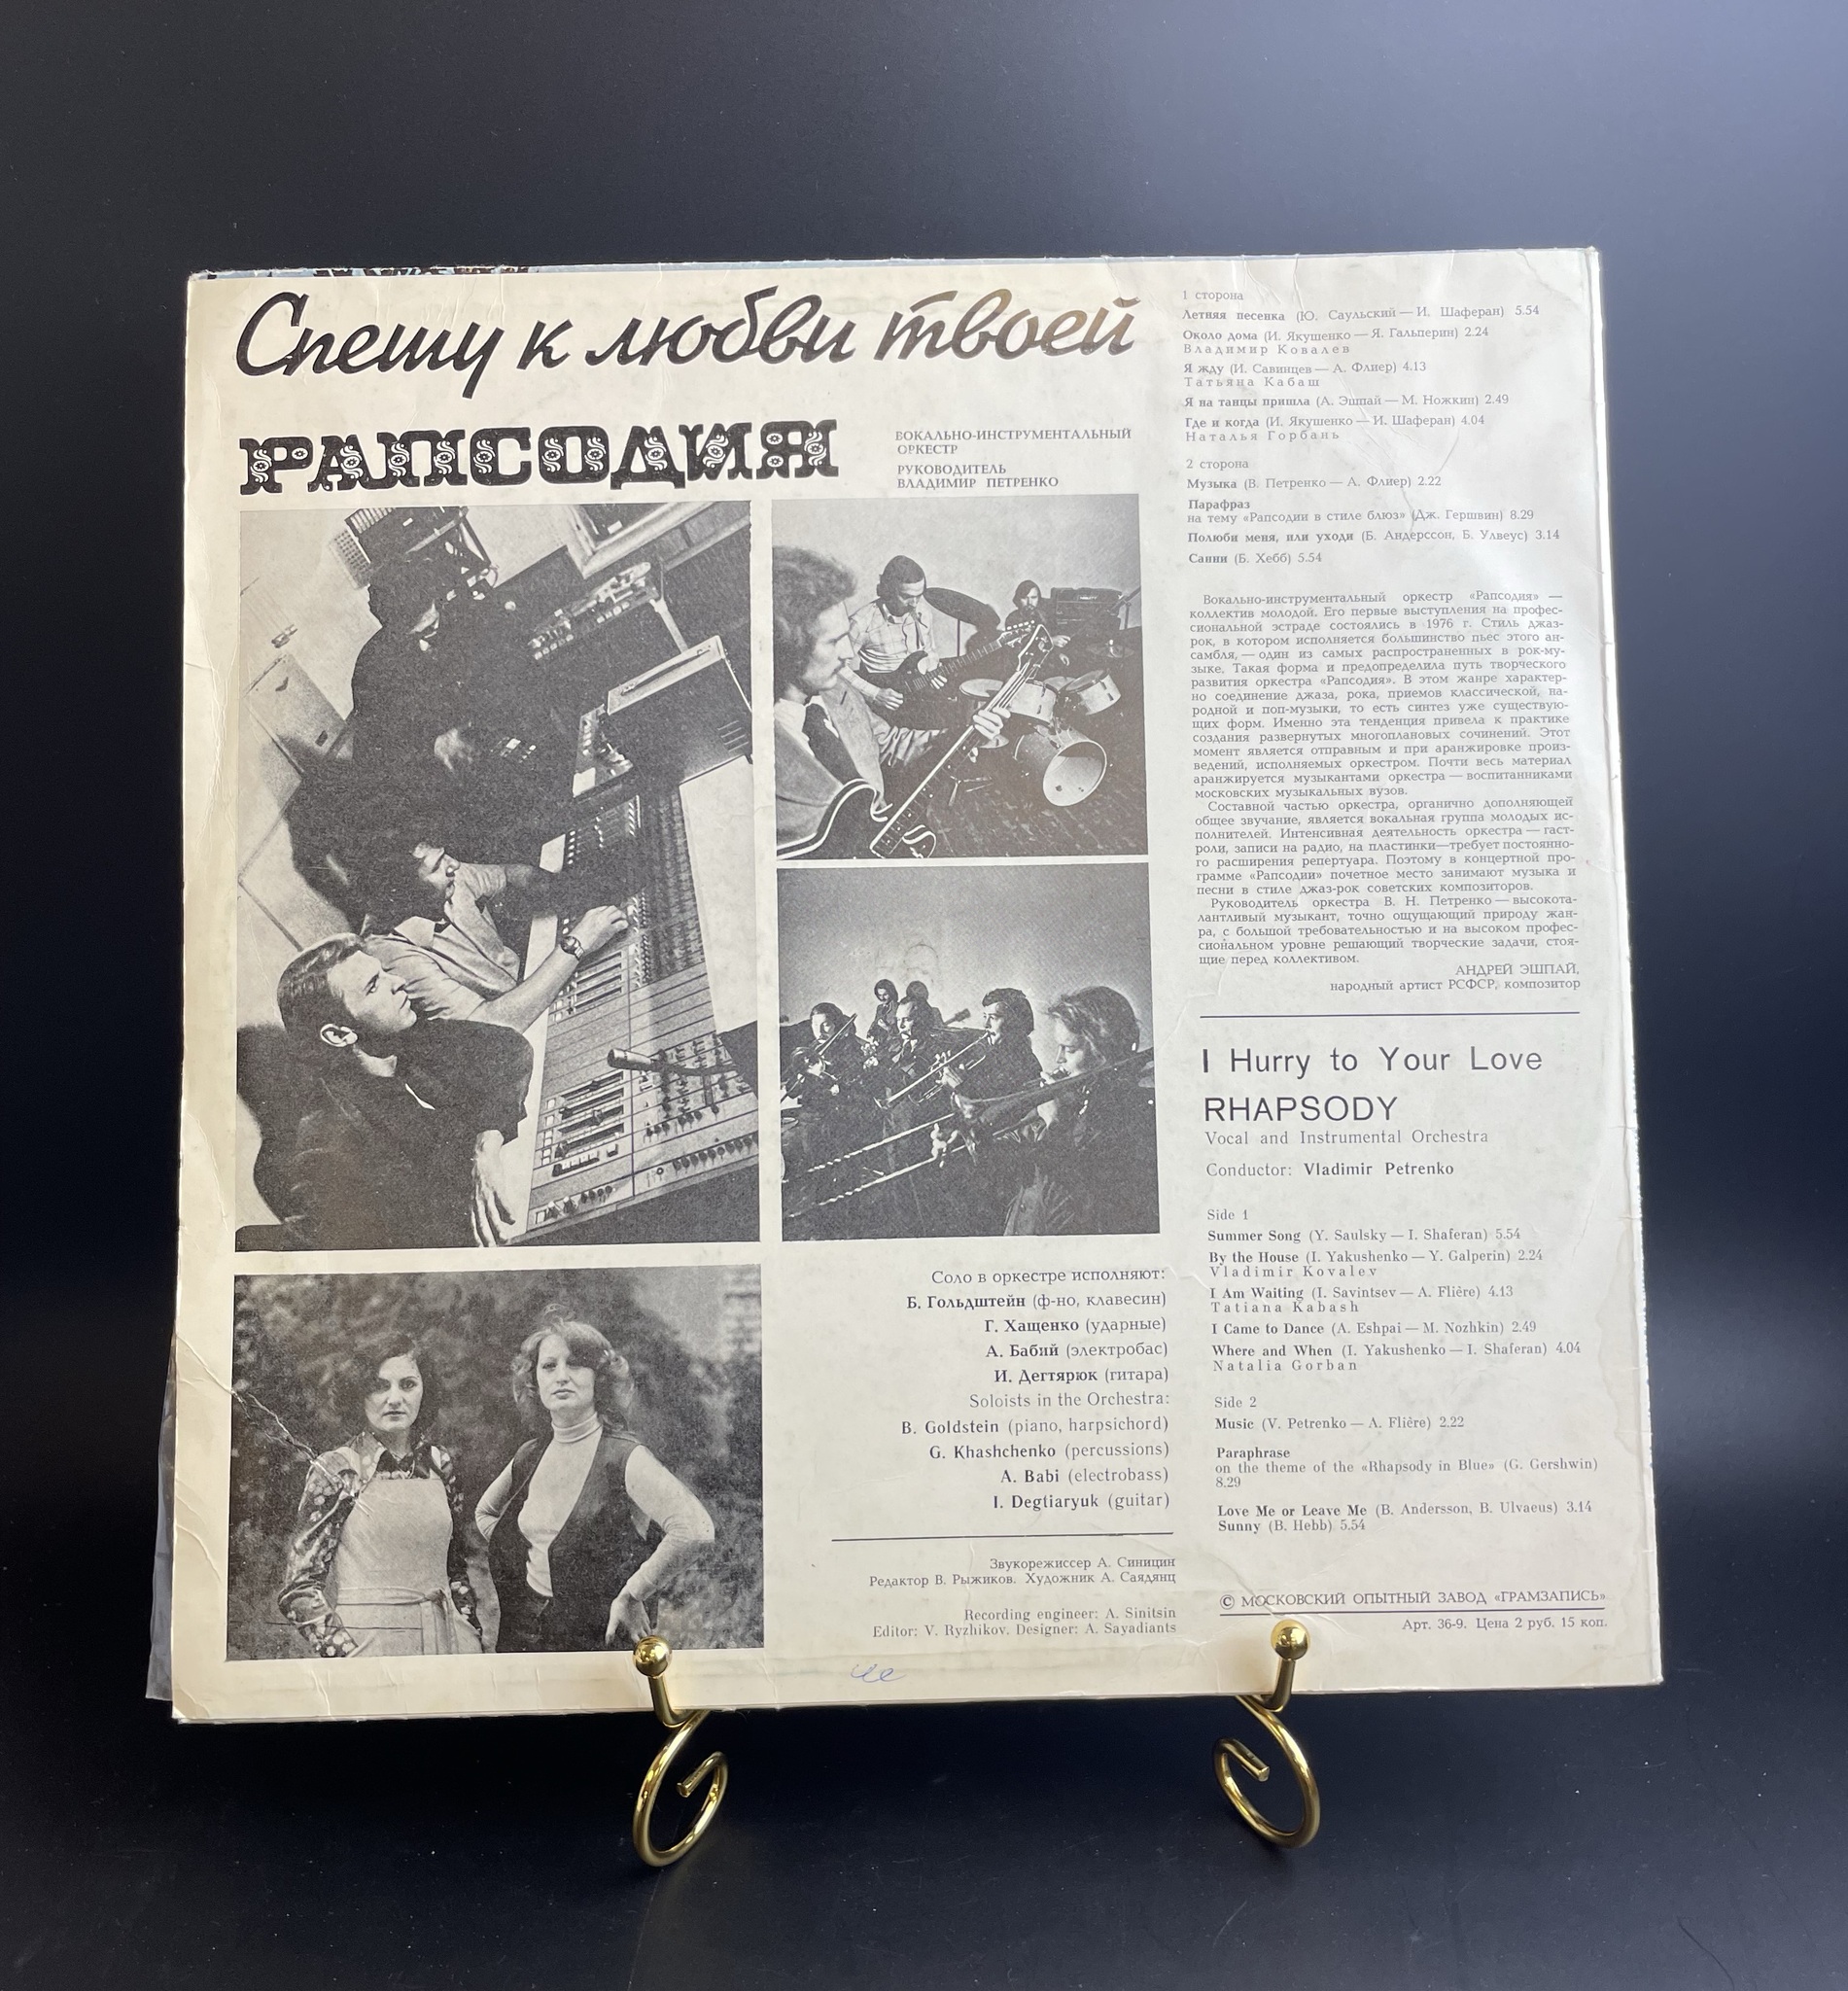 Спешу к любви твоей
РАПСОДИЯ
ВОКАЛЬНО-ИНСТРУМЕНТАЛЬНЫЙ
ОРКЕСТР
РУКОВОДИТЕЛЬ
ВЛАДИМИР ПЕТРЕНКО
1 сторона
Летняя песенка (Ю. Саульский — И. Шаферан) 5.54
Около дома (И. Якушенко — Я. Гальперин) 2.24
Владимир Ковалев
Я жду (И. Савинцев — А. Флиер) 4.13
Татьяна Кабаш
Я на танцы пришла (А. Эшпай — М. Ножкин) 2.49
Где и когда (И. Якушенко — И. Шаферан) 4.04
Наталья Горбань
2 сторона
Музыка (В. Петренко — А. Флиер) 2.22
Парафраз
на тему «Рапсодии в стиле блюз» (Дж. Гершвин) 8.29
Полюби меня, или уходи (Б. Андерссон, Б. Улвеус) 3.14
Санни (Б. Хебб) 5.54
Вокально-инструментальный оркестр «Рапсодия» —
коллектив молодой. Его первые выступления на профес-
сиональной эстраде состоялись в 1976 г. Стиль джаз-
рок, в котором исполняется большинство пьес этого ан-
самбля, — один из самых распространенных в рок-му-
зыке. Такая форма и предопределила путь творческого
развития оркестра «Рапсодия». В этом жанре характер-
но соединение джаза, рока, приемов классической, на-
родной и поп-музыки, то есть синтез уже существую-
щих форм. Именно эта тенденция привела к практике
создания развернутых многоплановых сочинений. Этот
момент является отправным и при аранжировке произ-
ведений, исполняемых оркестром. Почти весь материал
аранжируется музыкантами оркестра — воспитанниками
московских музыкальных вузов.
Составной частью оркестра, органично дополняющей
общее звучание, является вокальная группа молодых ис-
полнителей. Интенсивная деятельность оркестра — гаст-
роли, записи на радио, на пластинки—требует постоянно-
го расширения репертуара. Поэтому в концертной про-
грамме «Рапсодии» почетное место занимают музыка и
песни в стиле джаз-рок советских композиторов.
Руководитель оркестра В. Н. Петренко — высокота-
лантливый музыкант, точно ощущающий природу жан-
ра, с большой требовательностью и на высоком профес-
сиональном уровне решающий творческие задачи, стоя-
щие перед коллективом.
АНДРЕЙ ЭШПАЙ,
народный артист РСФСР, композитор
I Hurry to Your Love
RHAPSODY
Vocal and Instrumental Orchestra
Conductor: Vladimir Petrenko
Side 1
Summer Song (Y. Saulsky — I. Shaferan) 5.54
By the House (I. Yakushenko — Y. Galperin) 2.24
Vladimir Kovalev
I Am Waiting (I. Savintsev — A. Flière) 4.13
Tatiana Kabash
I Came to Dance (A. Eshpai — M. Nozhkin) 2.49
Where and When (I. Yakushenko — I. Shaferan) 4.04
Natalia Gorban
Side 2
Music (V. Petrenko — A. Flière) 2.22
Paraphrase
on the theme of the «Rhapsody in Blue» (G. Gershwin)
8.29
Love Me or Leave Me (B. Andersson, B. Ulvaeus) 3.14
Sunny (B. Hebb) 5.54
Соло в оркестре исполняют:
Б. Гольдштейн (ф-но, клавесин)
Г. Хащенко (ударные)
А. Бабий (электробас)
И. Дегтярюк (гитара)
Soloists in the Orchestra:
B. Goldstein (piano, harpsichord)
G. Khashchenko (percussions)
A. Babi (electrobass)
I. Degtiaryuk (guitar)
Звукорежиссер А. Синицин
Редактор В. Рыжиков. Художник А. Саядянц
Recording engineer: A. Sinitsin
Editor: V. Ryzhikov. Designer: A. Sayadiants
© МОСКОВСКИЙ ОПЫТНЫЙ ЗАВОД «ГРАМЗАПИСЬ»
Арт. 36-9. Цена 2 руб. 15 коп.